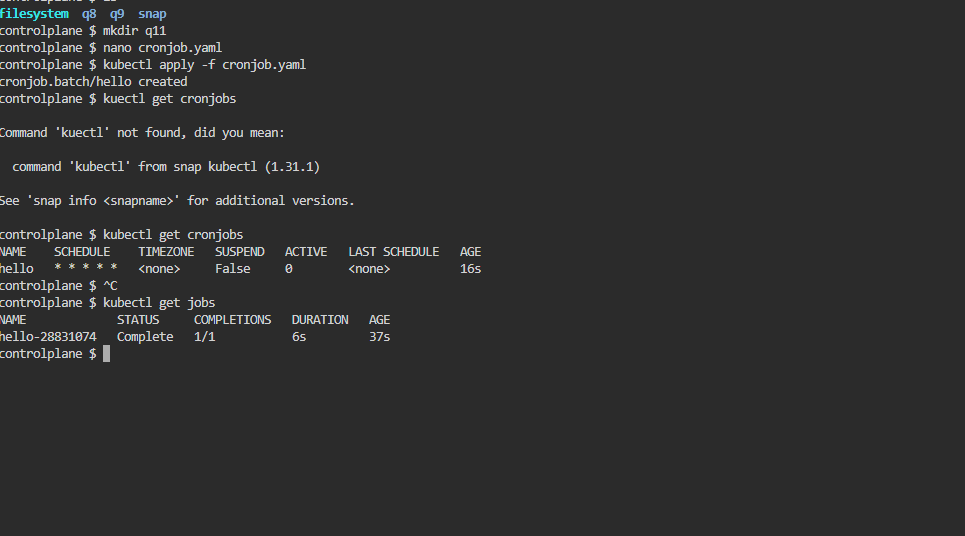 filesystem q8 q9 snap
controlplane $ mkdir q11
controlplane $ nano cronjob.yaml
controlplane $ kubectl apply -f cronjob.yaml
cronjob.batch/hello created
controlplane $ kuectl get cronjobs
Command 'kuectl' not found, did you mean:
command 'kubectl' from snap kubectl (1.31.1)
See 'snap info <snapname>' for additional versions.
controlplane $ kubectl get cronjobs
NAME SCHEDULE TIMEZONE SUSPEND ACTIVE LAST SCHEDULE AGE
hello * * * * * <none> False 0 <none> 16s
controlplane $ ^C
controlplane $ kubectl get jobs
NAME STATUS COMPLETIONS DURATION AGE
hello-28831074 Complete 1/1 6s 37s
controlplane $